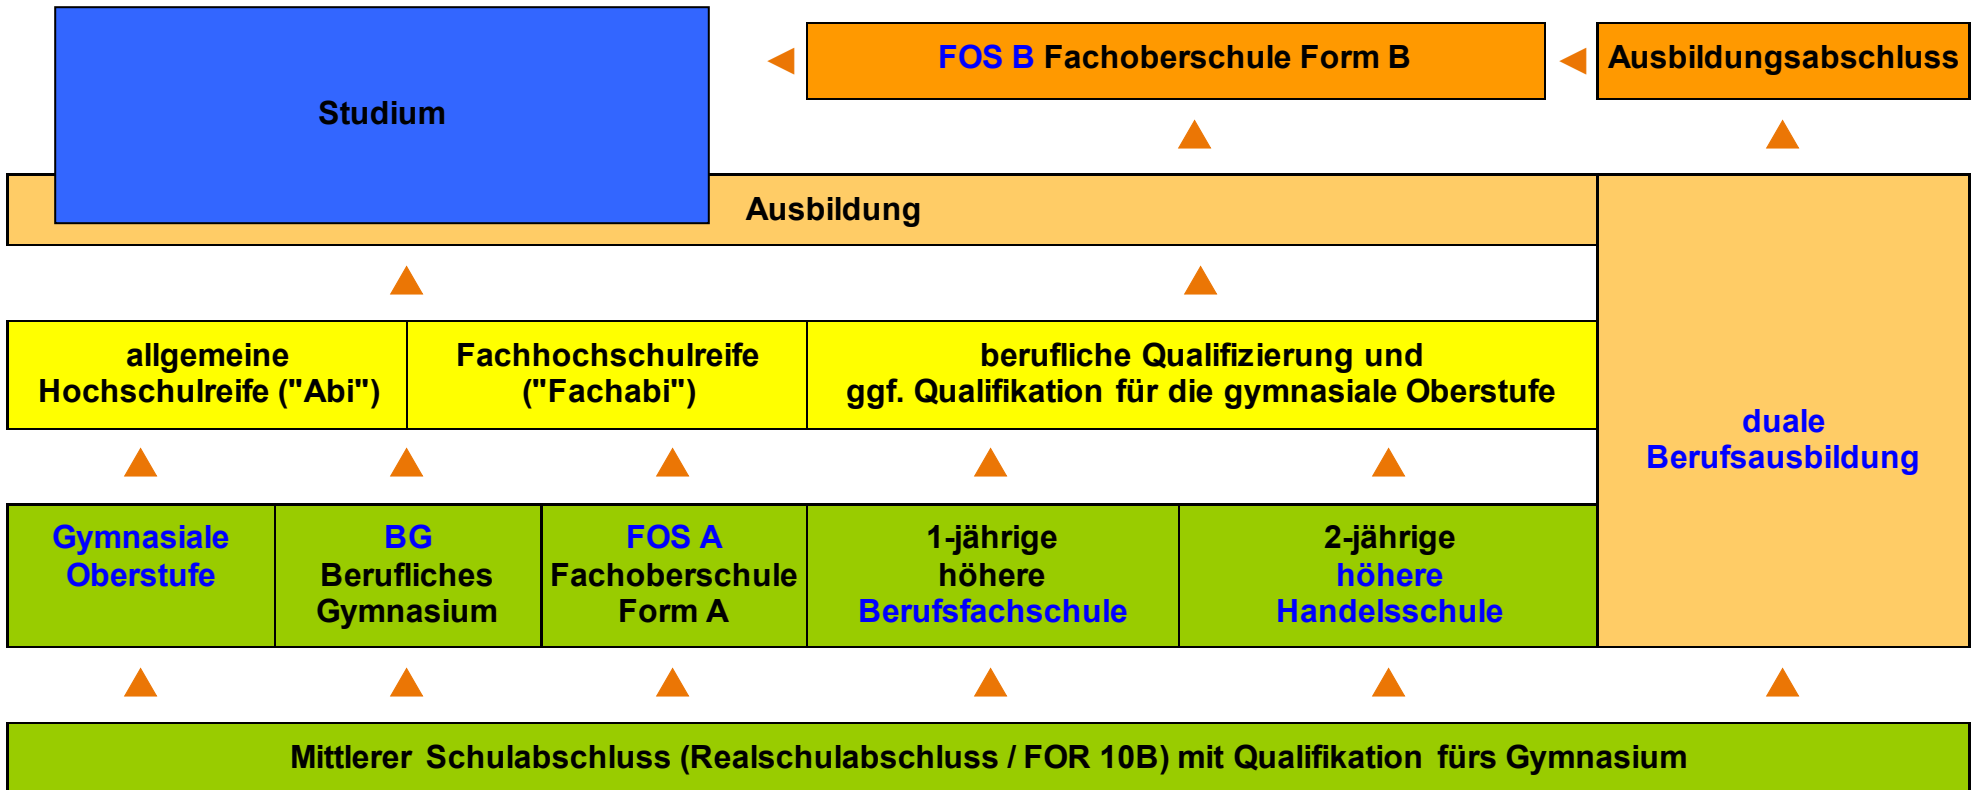 Studium
FOS B Fachoberschule Form B
Ausbildungsabschluss
Ausbildung
allgemeine
Hochschulreife ("Abi")
Fachhochschulreife
("Fachabi")
berufliche Qualifizierung und
ggf. Qualifikation für die gymnasiale Oberstufe
duale
Berufsausbildung
Gymnasiale
Oberstufe
BG
Berufliches
Gymnasium
FOS A
Fachoberschule
Form A
1-jährige
höhere
Berufsfachschule
2-jährige
höhere
Handelsschule
Mittlerer Schulabschluss (Realschulabschluss / FOR 10B) mit Qualifikation fürs Gymnasium